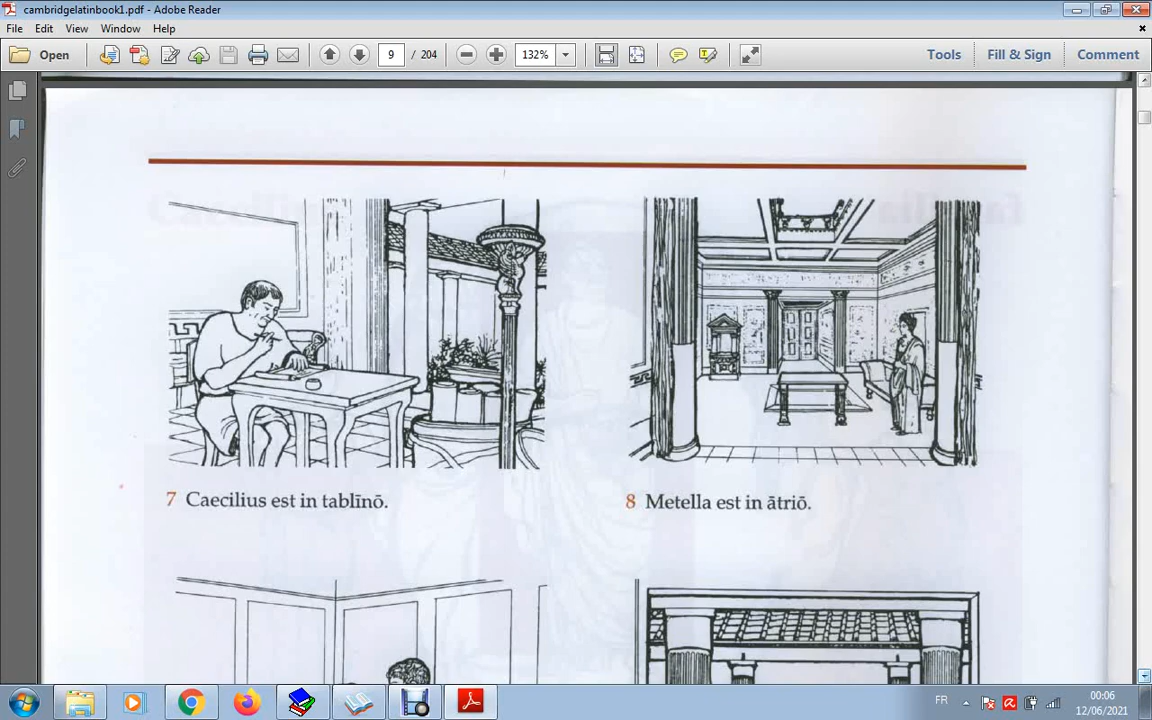 cambridgelatinbook1.pdf - Adobe Reader
File Edit View Window Help
Open 9 / 204 132% Tools Fill & Sign Comment
7 Caecilius est in tablīnō.
8 Metella est in ātriō.
FR 00:06
12/06/2021